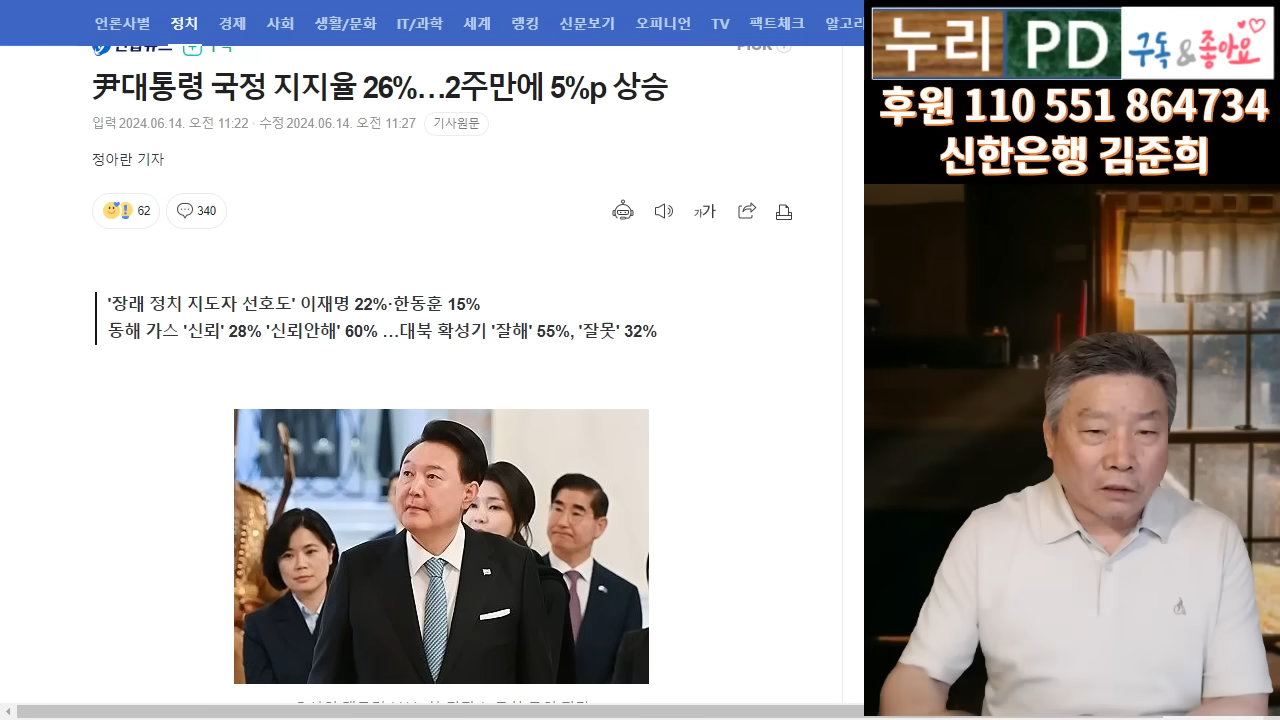 언론사별 정치 경제 사회 생활/문화 IT/과학 세계 랭킹 신문보기 오피니언 TV 팩트체크
尹대통령 국정 지지율 26%…2주만에 5%p 상승
입력 2024.06.14. 오전 11:22 · 수정 2024.06.14. 오전 11:27 기사원문
정아란 기자
62 340
가가
'장래 정치 지도자 선호도' 이재명 22%·한동훈 15%
동해 가스 '신뢰' 28% '신뢰안해' 60% …대북 확성기 '잘해' 55%, '잘못' 32%
누리 PD 구독 & 좋아요
후원 110 551 864734
신한은행 김준희